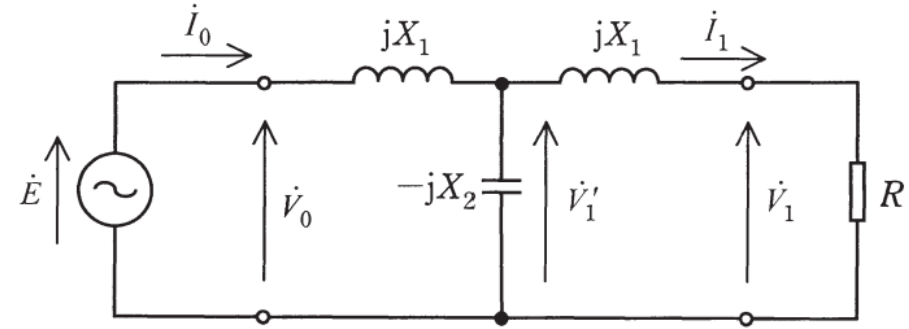 İ₀ jX₁ jX₁ İ₁
Ė V̇₀ −jX₂ V̇₁′ V̇₁ R